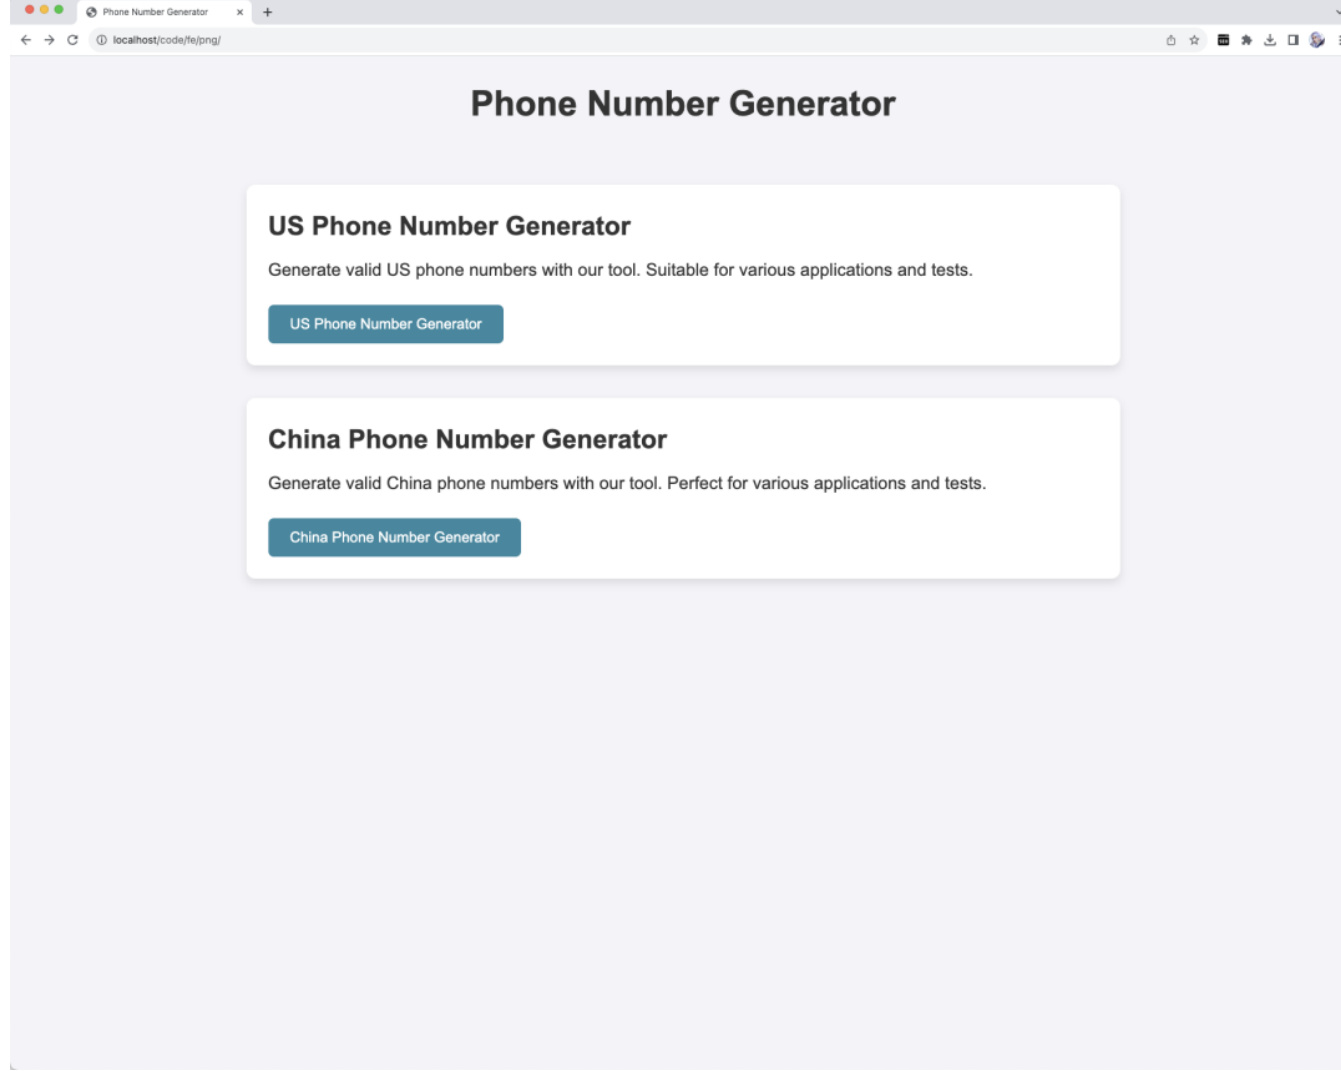 Phone Number Generator
localhost/code/fe/png/
Phone Number Generator
US Phone Number Generator
Generate valid US phone numbers with our tool. Suitable for various applications and tests.
US Phone Number Generator
China Phone Number Generator
Generate valid China phone numbers with our tool. Perfect for various applications and tests.
China Phone Number Generator